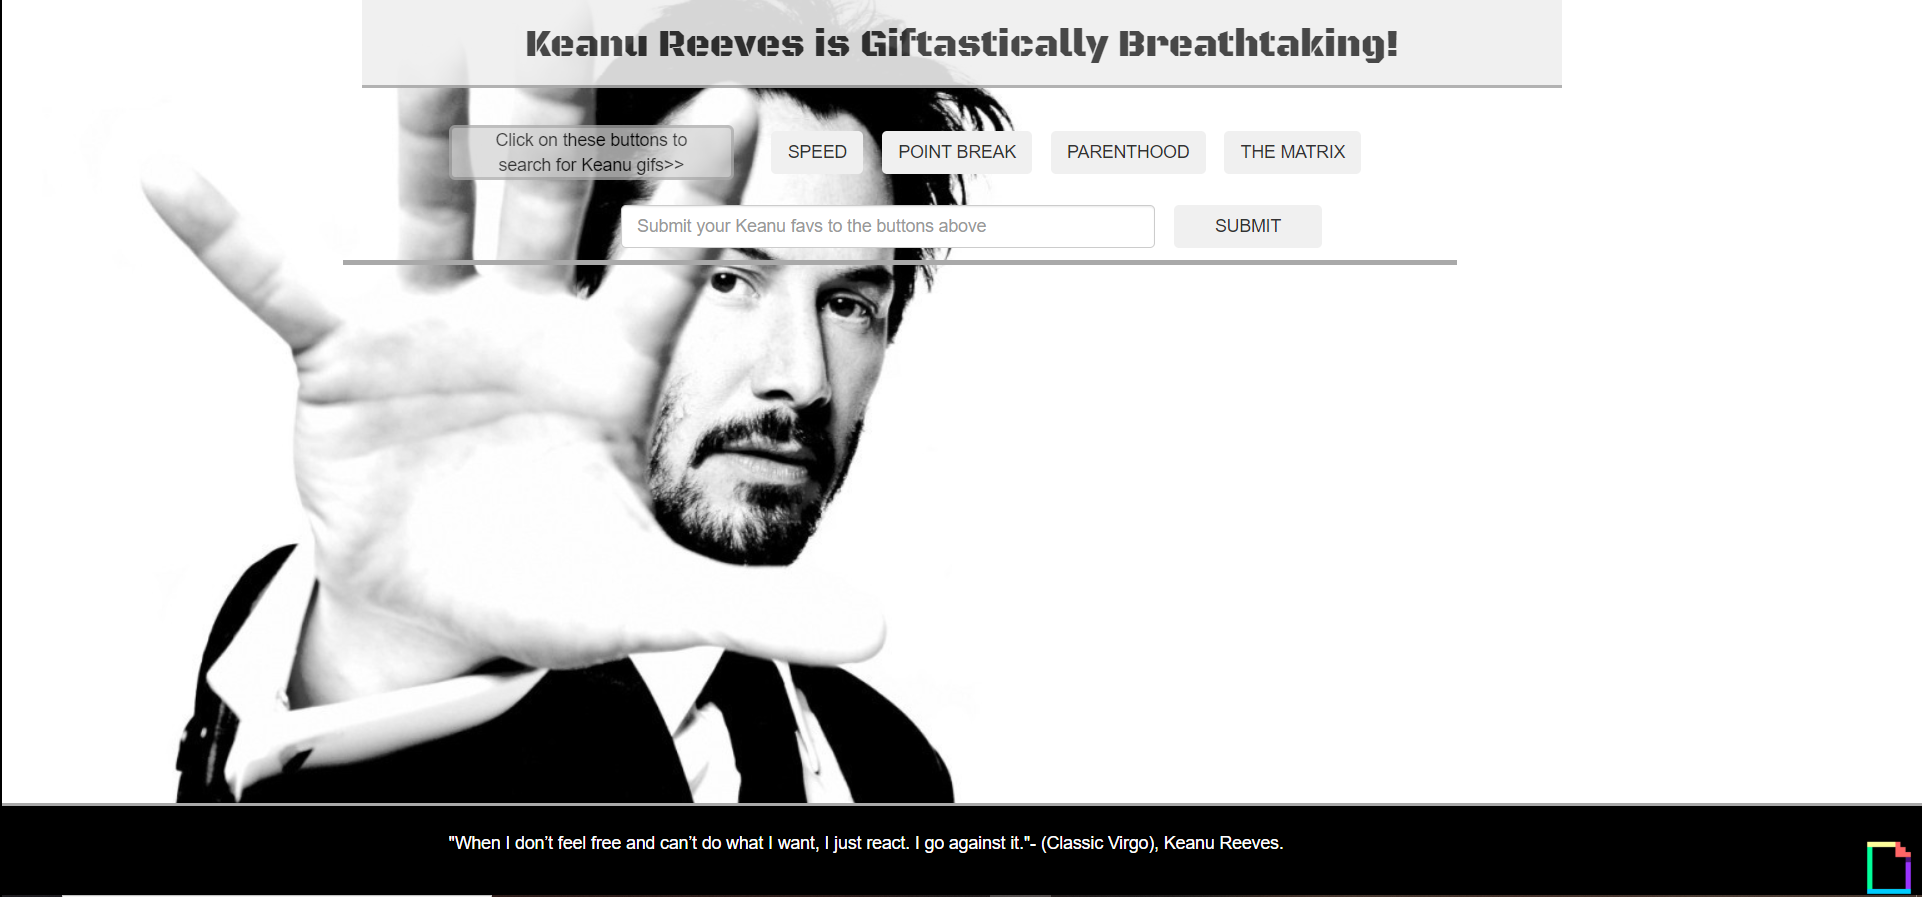 Keanu Reeves is Giftastically Breathtaking!
Click on these buttons to
search for Keanu gifs>>
SPEED
POINT BREAK
PARENTHOOD
THE MATRIX
Submit your Keanu favs to the buttons above
SUBMIT
"When I don’t feel free and can’t do what I want, I just react. I go against it."- (Classic Virgo), Keanu Reeves.